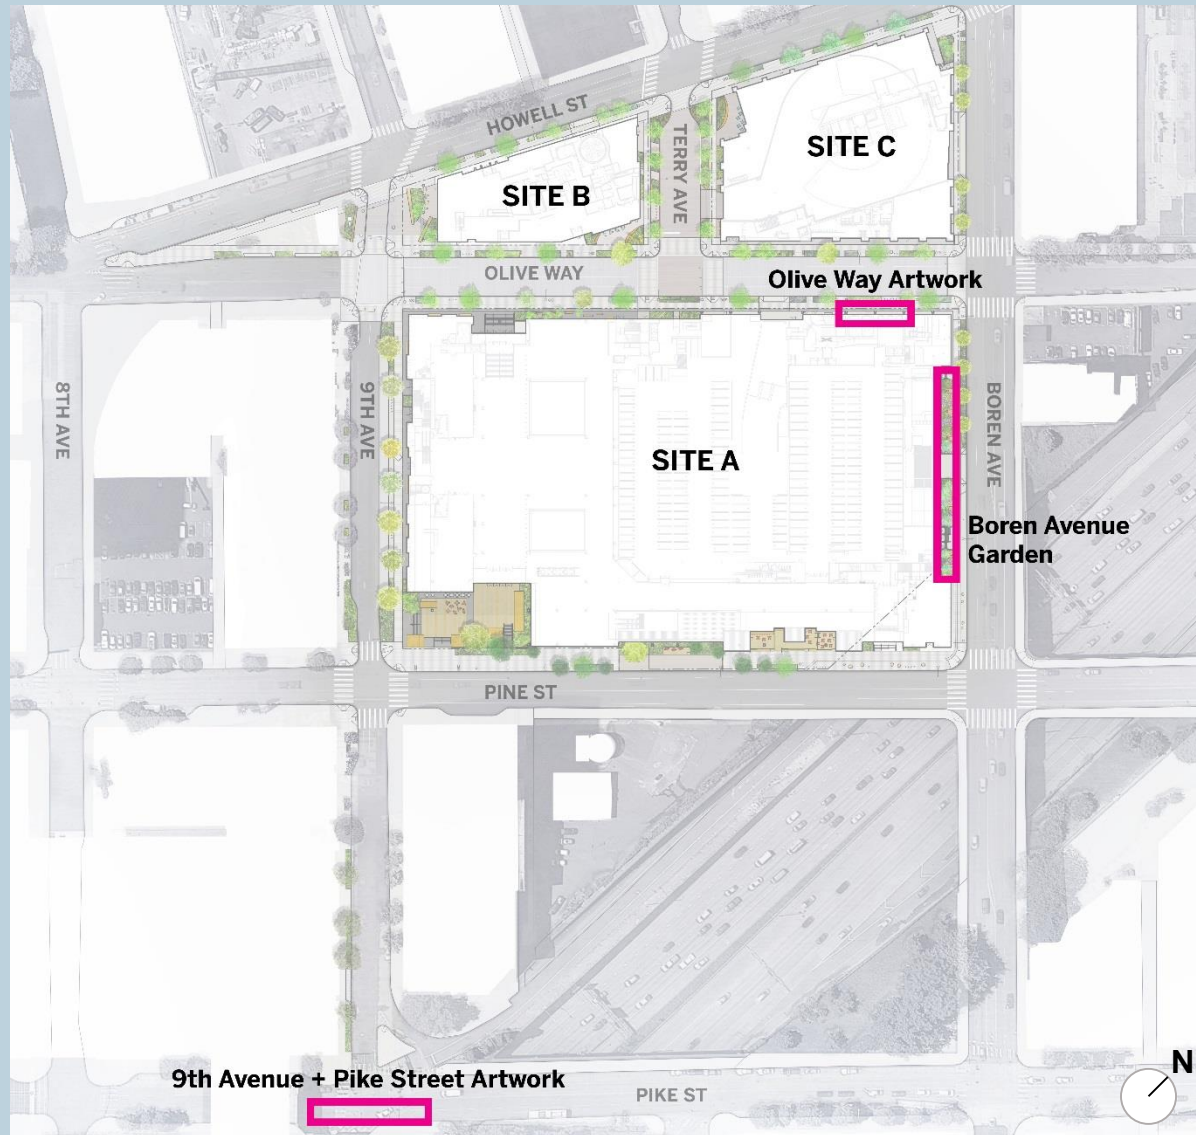 HOWELL ST
TERRY AVE
SITE C
SITE B
OLIVE WAY
Olive Way Artwork
8TH AVE
9TH AVE
BOREN AVE
SITE A
Boren Avenue
Garden
PINE ST
9th Avenue + Pike Street Artwork
PIKE ST
N